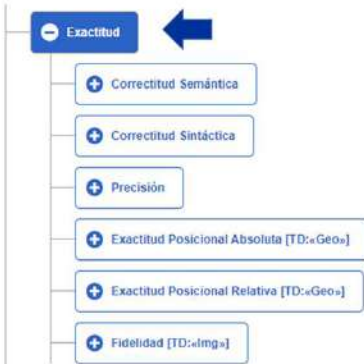 Exactitud
Correctitud Semántica
Correctitud Sintáctica
Precisión
Exactitud Posicional Absoluta [TD:«Geo»]
Exactitud Posicional Relativa [TD:«Geo»]
Fidelidad [TD:«Img»]